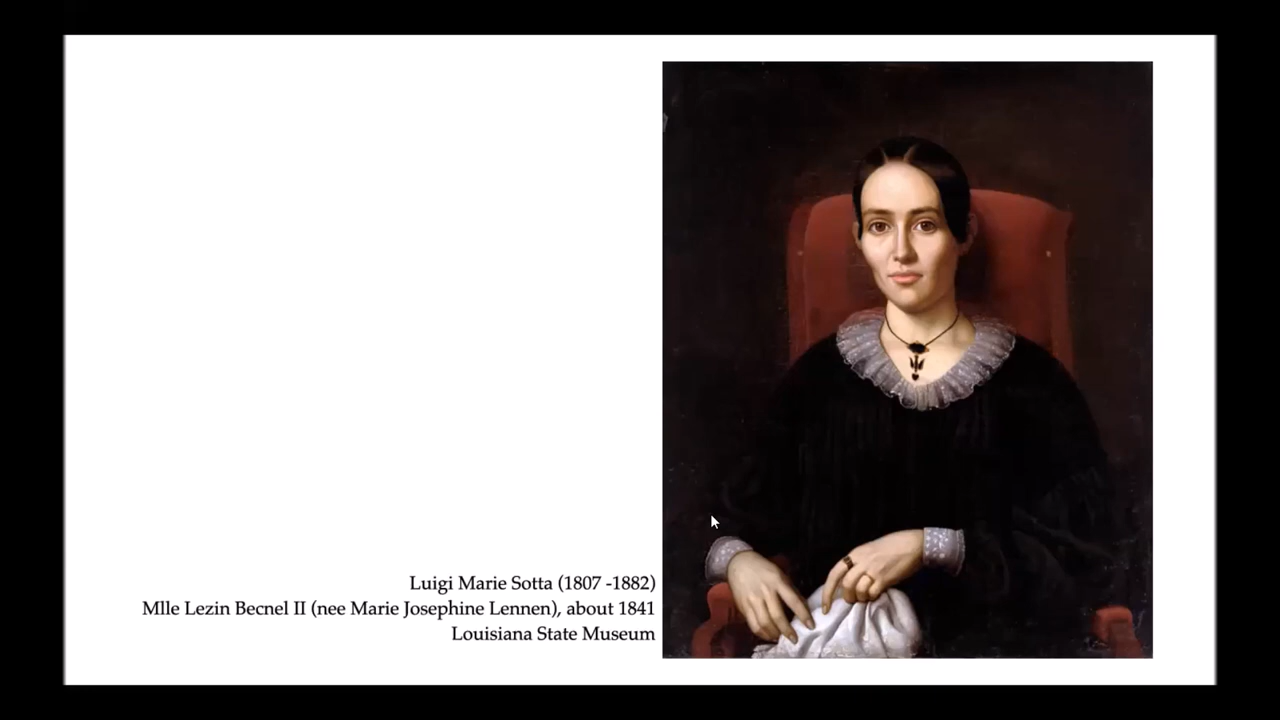 Luigi Marie Sotta (1807 -1882)
Mlle Lezin Becnel II (nee Marie Josephine Lennen), about 1841
Louisiana State Museum